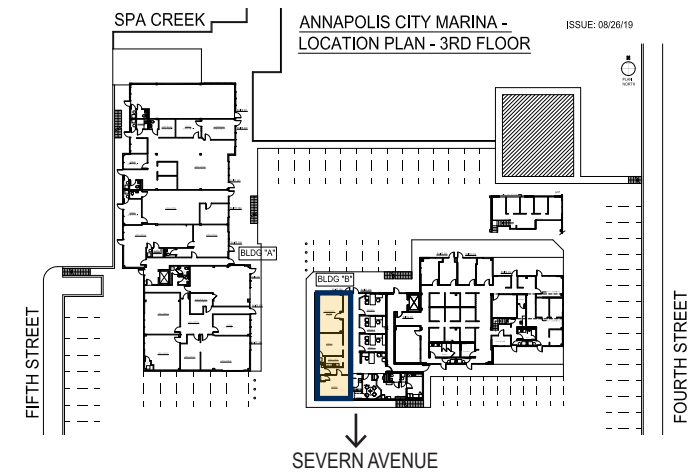 SPA CREEK
ANNAPOLIS CITY MARINA -
LOCATION PLAN - 3RD FLOOR
ISSUE: 08/26/19
PLAN
NORTH
BLDG "A"
BLDG "B"
FIFTH STREET
FOURTH STREET
SEVERN AVENUE